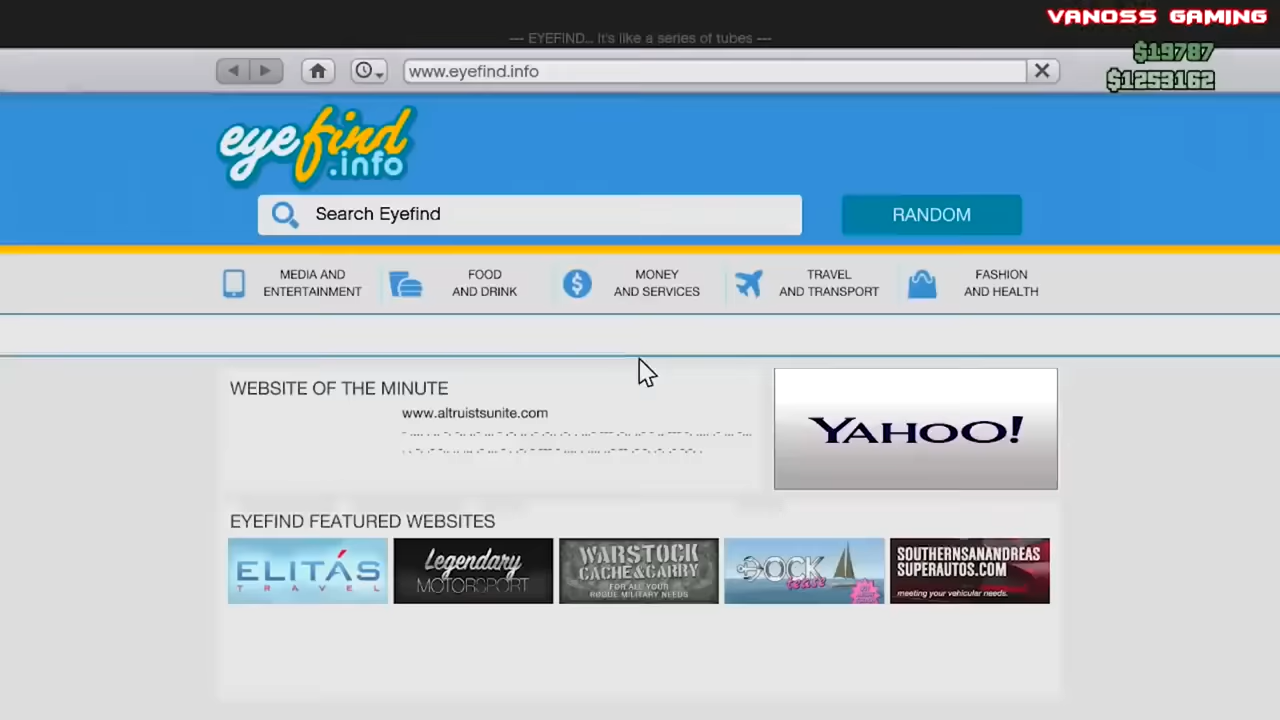 VANOSS GAMING
--- EYEFIND... It's like a series of tubes ---
$19787
www.eyefind.info
$1253162
eyefind
.info
Search Eyefind
RANDOM
MEDIA AND
ENTERTAINMENT
FOOD
AND DRINK
MONEY
AND SERVICES
TRAVEL
AND TRANSPORT
FASHION
AND HEALTH
WEBSITE OF THE MINUTE
www.altruistsunite.com
YAHOO!
EYEFIND FEATURED WEBSITES
ELITÁS
TRAVEL
Legendary
MOTORSPORT
WARSTOCK
CACHE&CARRY
FOR ALL YOUR
ROGUE MILITARY NEEDS
DOCK
tease
SOUTHERNSANANDREAS
SUPERAUTOS.COM
meeting your vehicular needs.